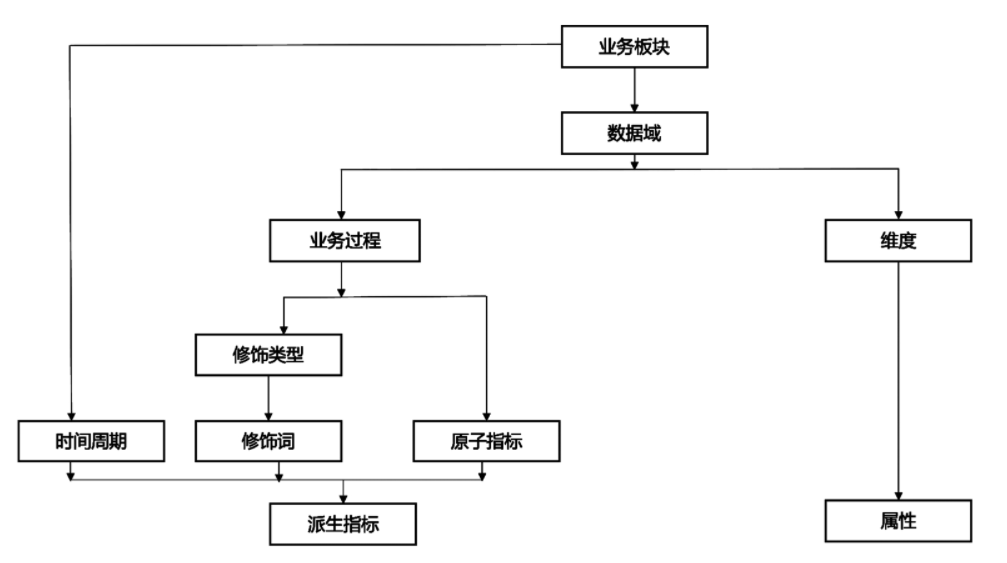 业务板块
数据域
业务过程
维度
修饰类型
时间周期
修饰词
原子指标
派生指标
属性